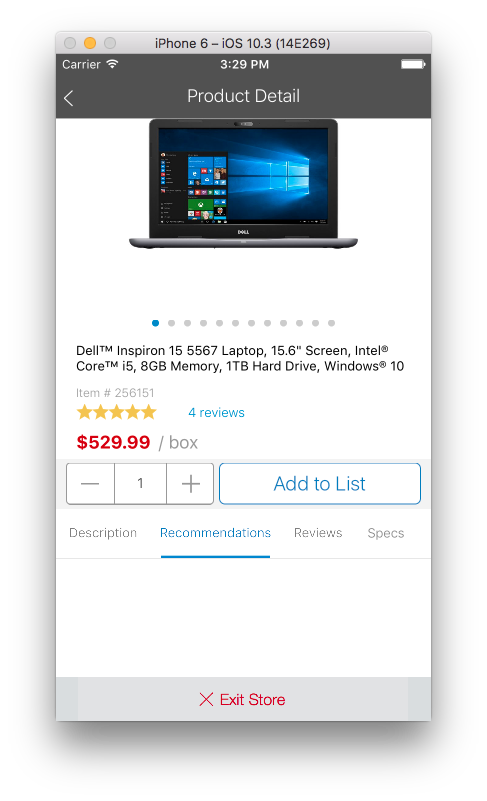 iPhone 6 – iOS 10.3 (14E269)
Carrier 3:29 PM
Product Detail
DELL
Dell™ Inspiron 15 5567 Laptop, 15.6" Screen, Intel®
Core™ i5, 8GB Memory, 1TB Hard Drive, Windows® 10
Item # 256151
4 reviews
$529.99 / box
1 Add to List
Description Recommendations Reviews Specs
Exit Store